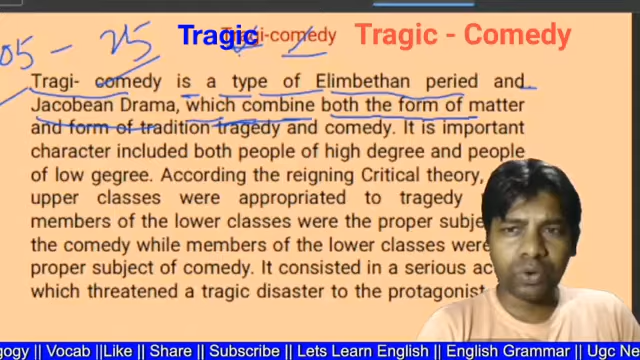 05 - 25
Tragi-comedy
Tragic
Tragic - Comedy
Tragi- comedy is a type of Elimbethan peried and
Jacobean Drama, which combine both the form of matter
and form of tradition tragedy and comedy. It is important
character included both people of high degree and people
of low gegree. According the reigning Critical theory,
upper classes were appropriated to tragedy
members of the lower classes were the proper
the comedy while members of the lower classes were
proper subject of comedy. It consisted in a serious
which threatened a tragic disaster to the protagonist
|| Vocab ||Like || Share || Subscribe || Lets Learn English || English Grammar || Ugc